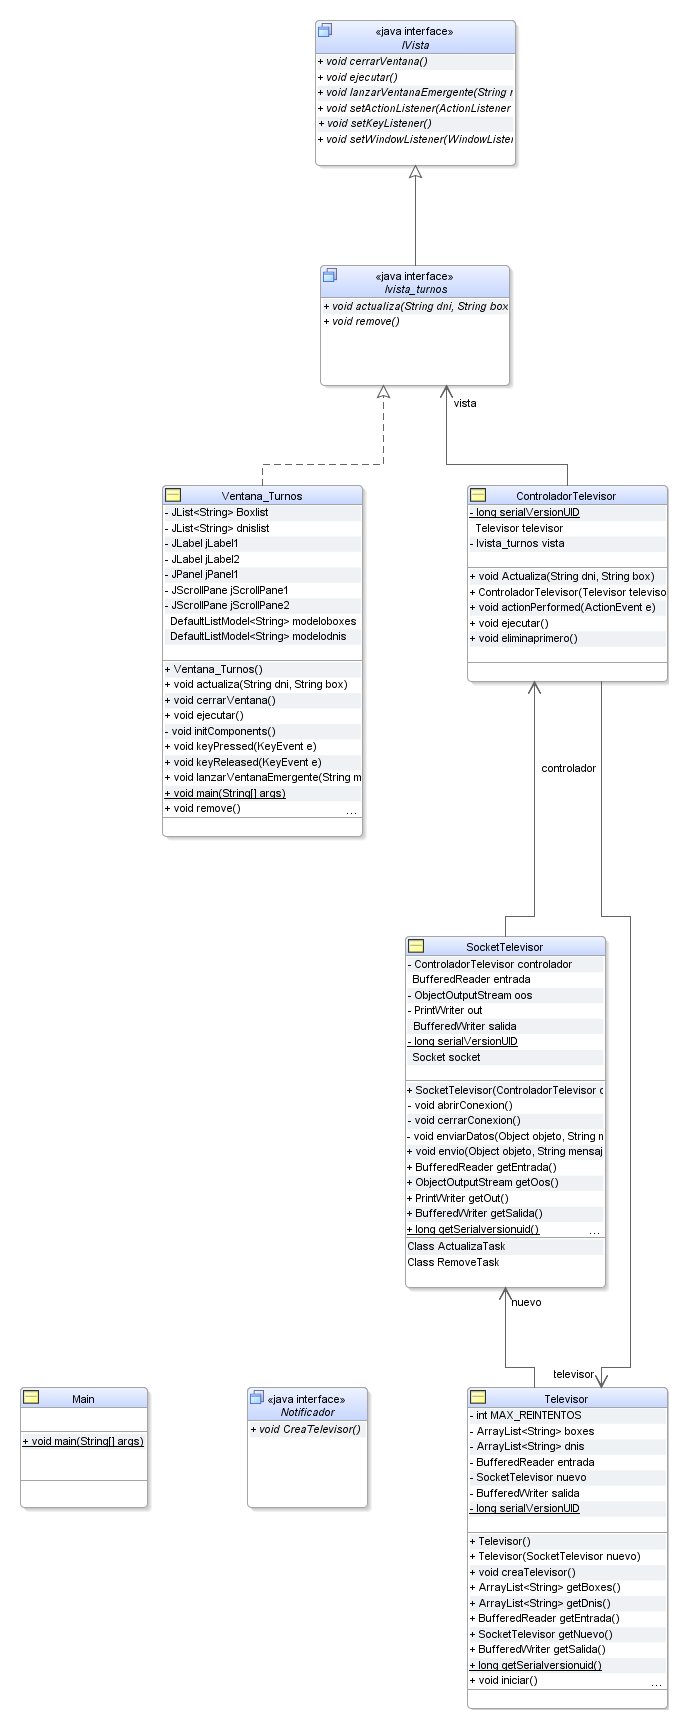 «java interface»
IVista
+ void cerrarVentana()
+ void ejecutar()
+ void lanzarVentanaEmergente(String
+ void setActionListener(ActionListener
+ void setKeyListener()
+ void setWindowListener(WindowListen
«java interface»
Ivista_turnos
+ void actualiza(String dni, String box
+ void remove()
vista
Ventana_Turnos
- JList<String> Boxlist
- JList<String> dnislist
- JLabel jLabel1
- JLabel jLabel2
- JPanel jPanel1
- JScrollPane jScrollPane1
- JScrollPane jScrollPane2
DefaultListModel<String> modeloboxes
DefaultListModel<String> modelodnis
+ Ventana_Turnos()
+ void actualiza(String dni, String box)
+ void cerrarVentana()
+ void ejecutar()
- void initComponents()
+ void keyPressed(KeyEvent e)
+ void keyReleased(KeyEvent e)
+ void lanzarVentanaEmergente(String m
+ void main(String[] args)
+ void remove()
...
ControladorTelevisor
- long serialVersionUID
Televisor televisor
- Ivista_turnos vista
+ void Actualiza(String dni, String box)
+ ControladorTelevisor(Televisor televiso
+ void actionPerformed(ActionEvent e)
+ void ejecutar()
+ void eliminaprimero()
controlador
SocketTelevisor
- ControladorTelevisor controlador
BufferedReader entrada
- ObjectOutputStream oos
- PrintWriter out
BufferedWriter salida
- long serialVersionUID
Socket socket
+ SocketTelevisor(ControladorTelevisor c
- void abrirConexion()
- void cerrarConexion()
- void enviarDatos(Object objeto, String m
+ void envio(Object objeto, String mensaj
+ BufferedReader getEntrada()
+ ObjectOutputStream getOos()
+ PrintWriter getOut()
+ BufferedWriter getSalida()
+ long getSerialversionuid()
...
Class ActualizaTask
Class RemoveTask
nuevo
televisor
Main
+ void main(String[] args)
«java interface»
Notificador
+ void CreaTelevisor()
Televisor
- int MAX_REINTENTOS
- ArrayList<String> boxes
- ArrayList<String> dnis
- BufferedReader entrada
- SocketTelevisor nuevo
- BufferedWriter salida
- long serialVersionUID
+ Televisor()
+ Televisor(SocketTelevisor nuevo)
+ void creaTelevisor()
+ ArrayList<String> getBoxes()
+ ArrayList<String> getDnis()
+ BufferedReader getEntrada()
+ SocketTelevisor getNuevo()
+ BufferedWriter getSalida()
+ long getSerialversionuid()
+ void iniciar()
...